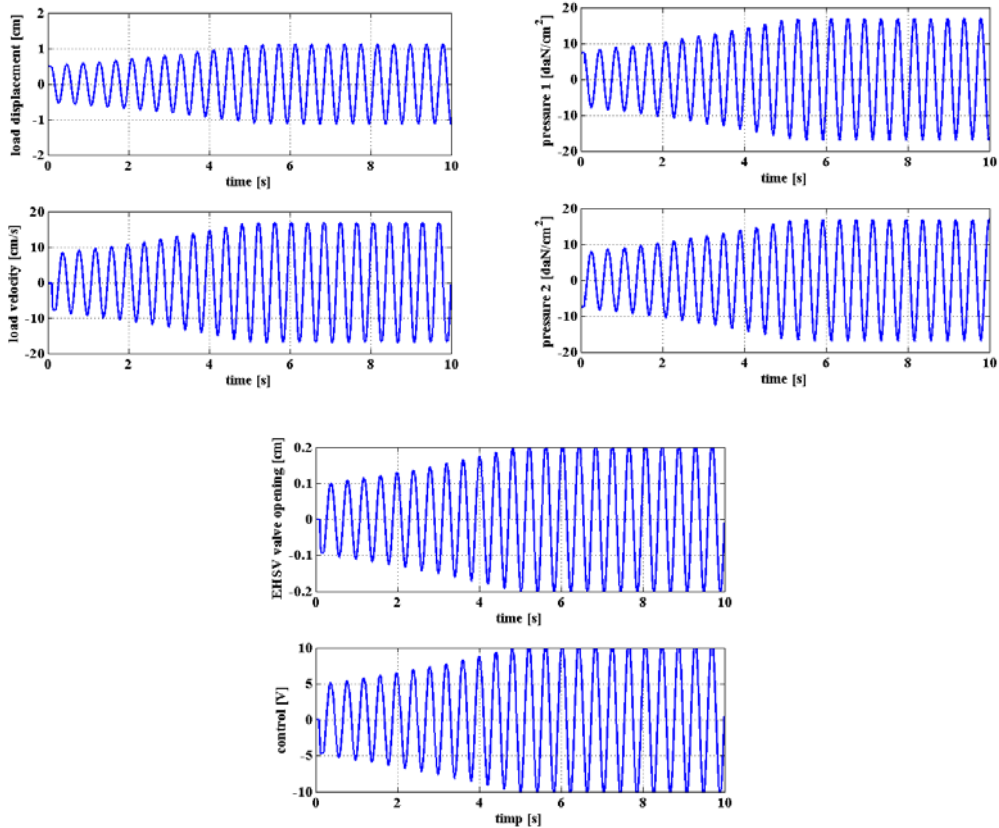 load displacement [cm]
2
1
0
-1
-2
0 2 4 6 8 10
time [s]
pressure 1 [daN/cm²]
20
10
0
-10
-20
0 2 4 6 8 10
time [s]
load velocity [cm/s]
20
10
0
-10
-20
0 2 4 6 8 10
time [s]
pressure 2 [daN/cm²]
20
10
0
-10
-20
0 2 4 6 8 10
time [s]
EHSV valve opening [cm]
0.2
0.1
0
-0.1
-0.2
0 2 4 6 8 10
time [s]
control [V]
10
5
0
-5
-10
0 2 4 6 8 10
timp [s]